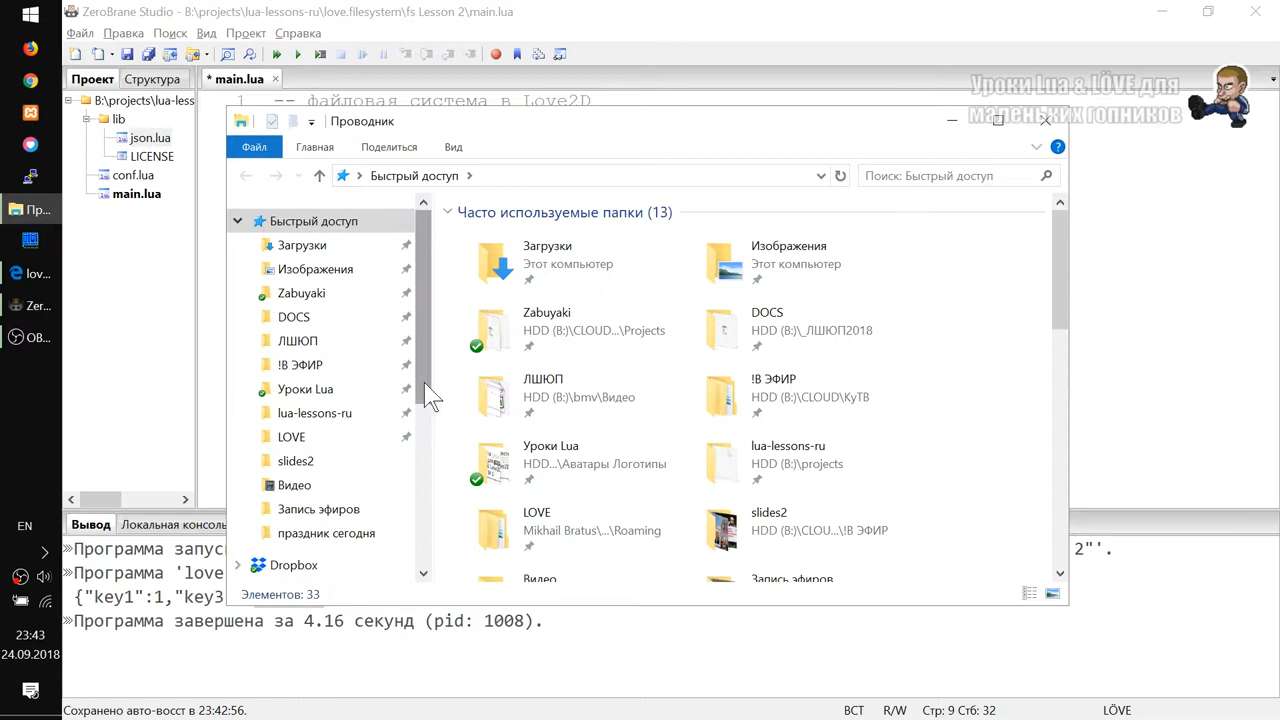 ZeroBrane Studio - B:\projects\lua-lessons-ru\love.filesystem\fs Lesson 2\main.lua
Файл Правка Поиск Вид Проект Справка
Проект Структура
* main.lua
B:\projects\lua-less
lib
json.lua
LICENSE
conf.lua
main.lua
1 -- файловая система в Love2D
Уроки Lua & LÖVE для
маленьких гопников
Проводник
Файл Главная Поделиться Вид
Быстрый доступ
Поиск: Быстрый доступ
Быстрый доступ
Загрузки
Изображения
Zabuyaki
DOCS
ЛШЮП
!В ЭФИР
Уроки Lua
lua-lessons-ru
LOVE
slides2
Видео
Запись эфиров
праздник сегодня
Dropbox
Часто используемые папки (13)
Загрузки
Этот компьютер
Изображения
Этот компьютер
Zabuyaki
HDD (B:)\CLOUD...\Projects
DOCS
HDD (B:)\_ЛШЮП2018
ЛШЮП
HDD (B:)\bmv\Видео
!В ЭФИР
HDD (B:)\CLOUD\КуТВ
Уроки Lua
HDD...\Аватары Логотипы
lua-lessons-ru
HDD (B:)\projects
LOVE
Mikhail Bratus\...\Roaming
slides2
HDD (B:)\CLOU...\!В ЭФИР
Видео
Запись эфиров
Элементов: 33
Вывод Локальная консоль
Программа запус
2"'.
Программа 'love
{"key1":1,"key3
Программа завершена за 4.16 секунд (pid: 1008).
Сохранено авто-восст в 23:42:56.
ВСТ R/W Стр: 9 Стб: 32 LÖVE
Пр...
lov...
Zer...
OB...
EN
23:43
24.09.2018